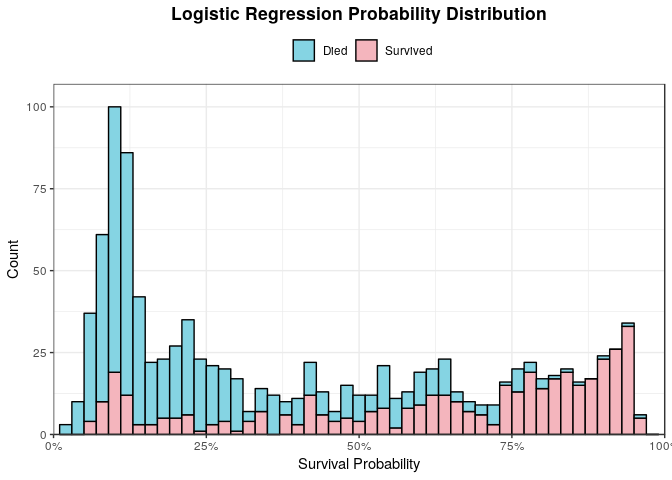 Logistic Regression Probability Distribution
Died Survived
100
75
50
25
0
Count
0% 25% 50% 75% 100%
Survival Probability